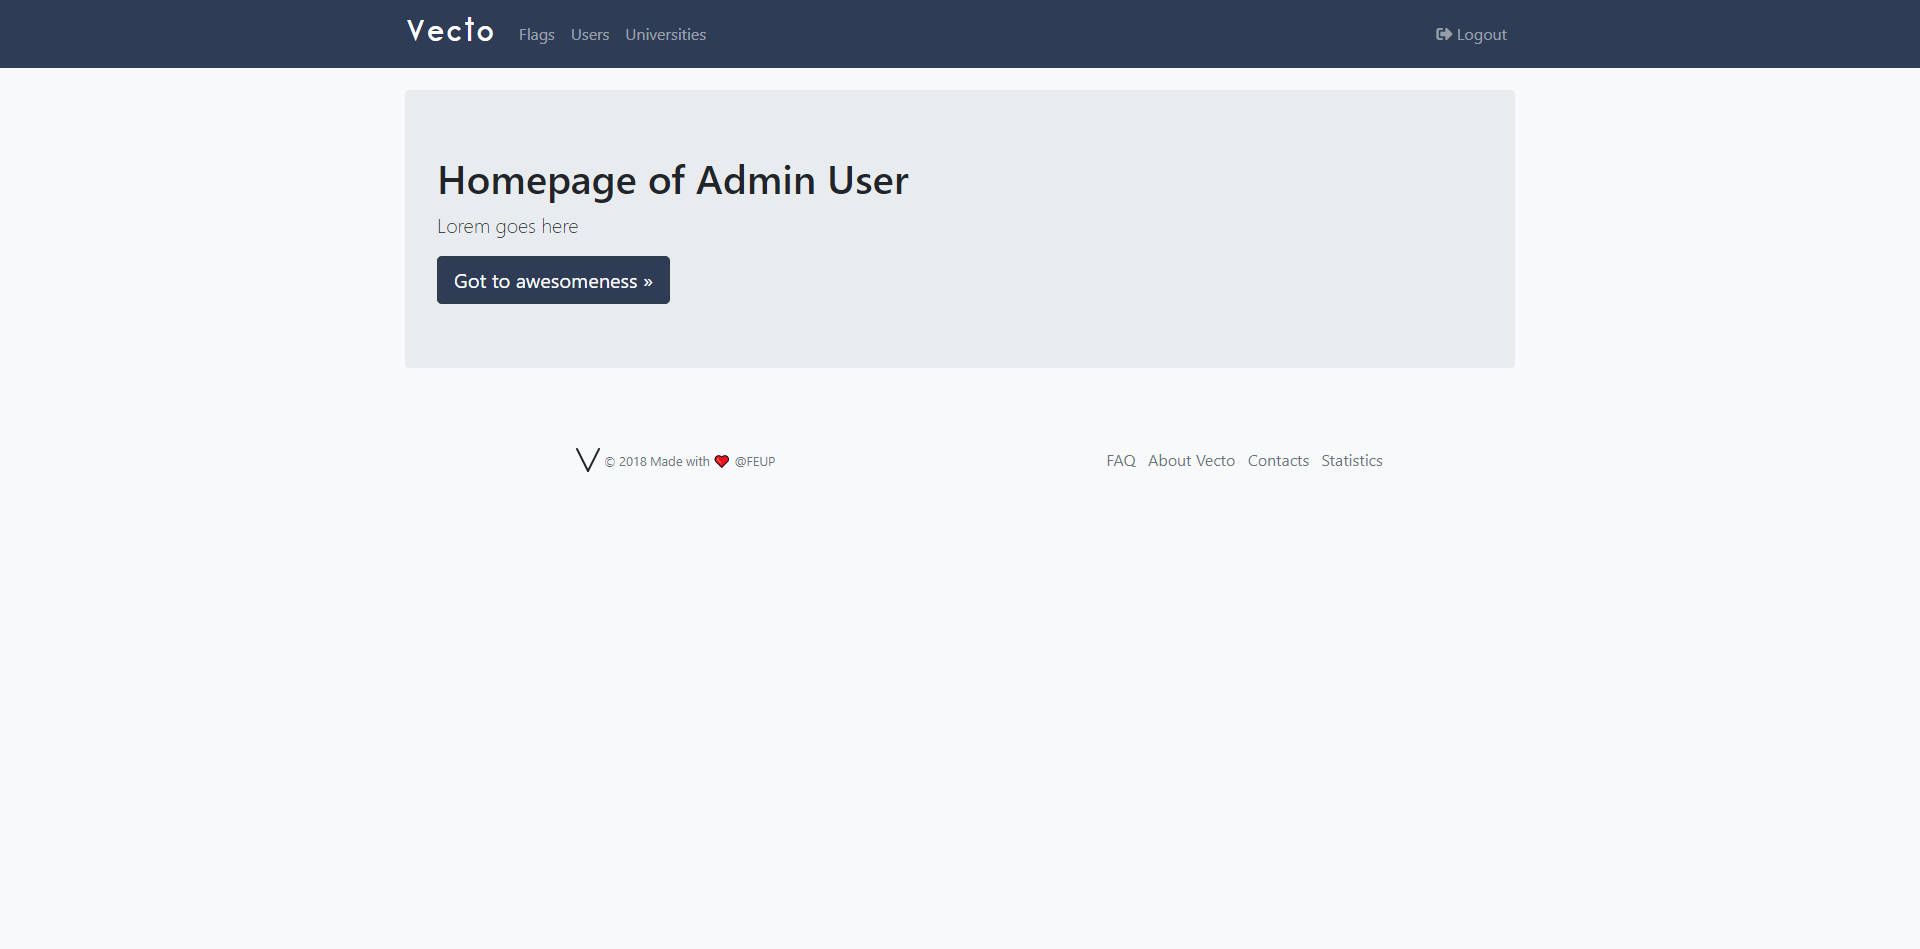 Vecto Flags Users Universities Logout
Homepage of Admin User
Lorem goes here
Got to awesomeness »
V © 2018 Made with ❤ @FEUP FAQ About Vecto Contacts Statistics